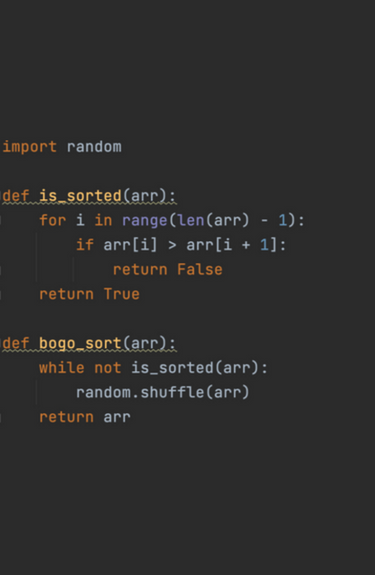 import random
def is_sorted(arr):
    for i in range(len(arr) - 1):
        if arr[i] > arr[i + 1]:
            return False
    return True
def bogo_sort(arr):
    while not is_sorted(arr):
        random.shuffle(arr)
    return arr